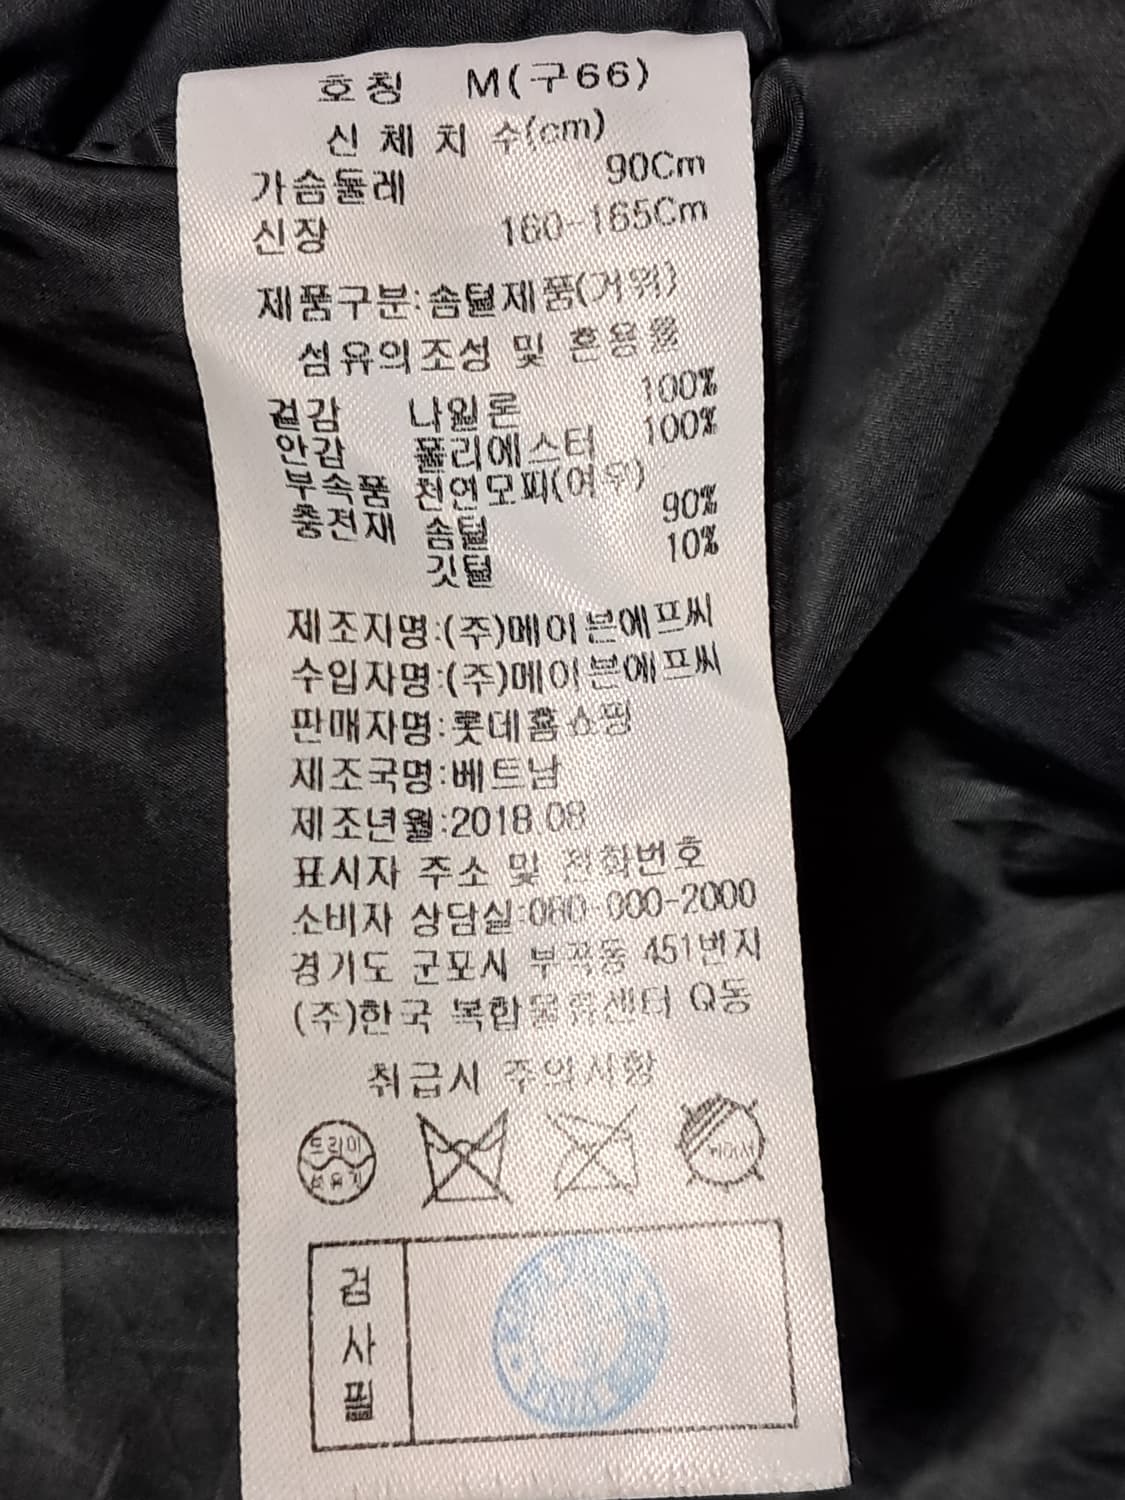 호칭 M(구66)
신체치수(cm)
가슴둘레 90Cm
신장 160-165Cm
제품구분:솜털제품(거위)
섬유의조성 및 혼용율
겉감 나일론 100%
안감 폴리에스터 100%
부속품 천연모피(여우)
충전재 솜털 90%
깃털 10%
제조자명:(주)메이븐에프씨
수입자명:(주)메이븐에프씨
판매자명:롯데홈쇼핑
제조국명:베트남
제조년월:2018.08
표시자 주소 및 전화번호
소비자 상담실:080-000-2000
경기도 군포시 부곡동 451번지
(주)한국 복합물류센터 Q동
취급시 주의사항
드라이
석유계
검사필